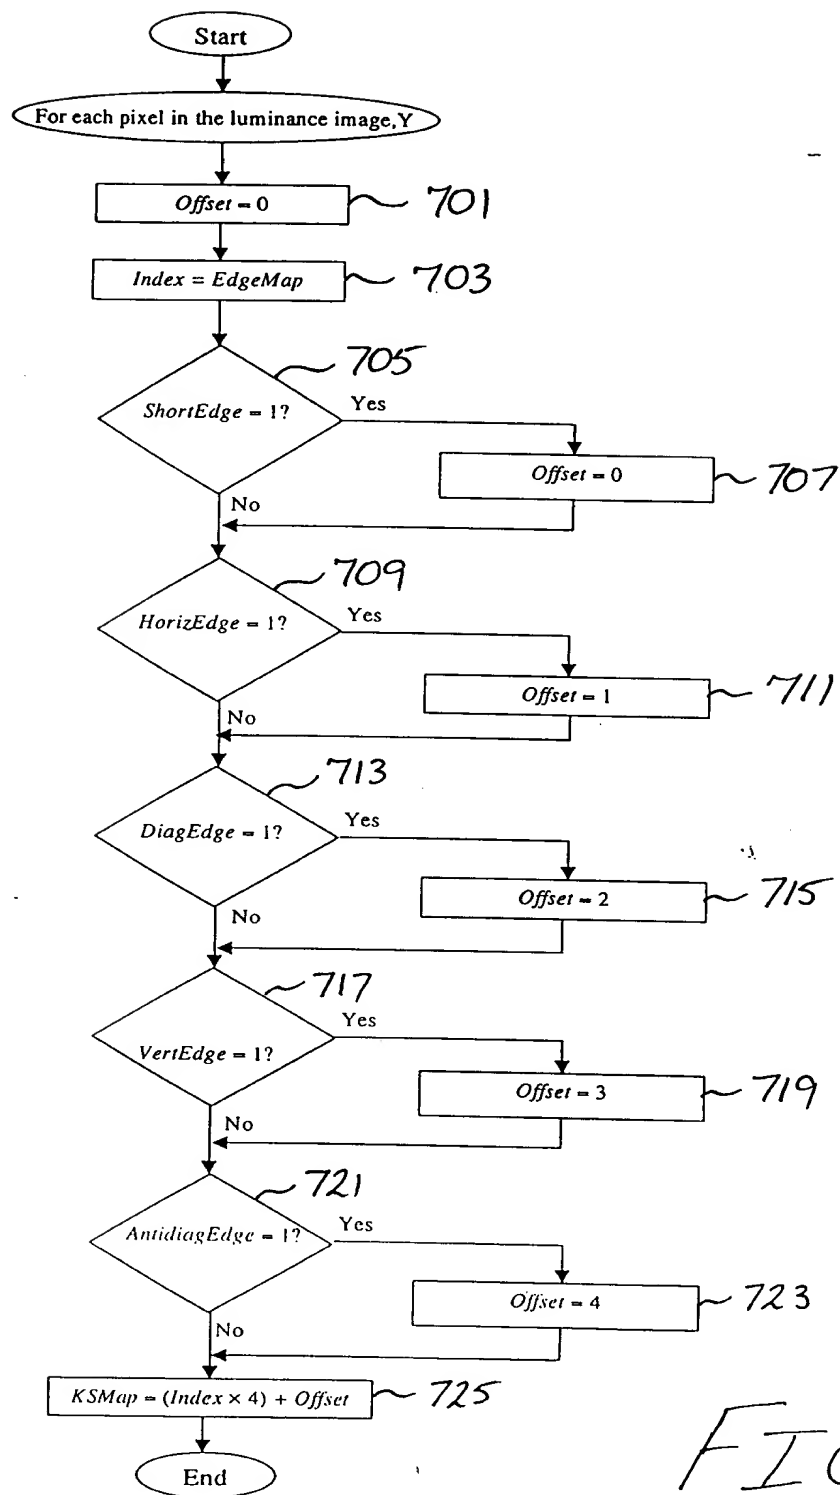 Start
For each pixel in the luminance image,Y
Offset = 0 701
Index = EdgeMap 703
705
ShortEdge = 1? Yes
Offset = 0 707
No
709
HorizEdge = 1? Yes
Offset = 1 711
No
713
DiagEdge = 1? Yes
Offset = 2 715
No
717
VertEdge = 1? Yes
Offset = 3 719
No
721
AntidiagEdge = 1? Yes
Offset = 4 723
No
KSMap = (Index × 4) + Offset 725
End